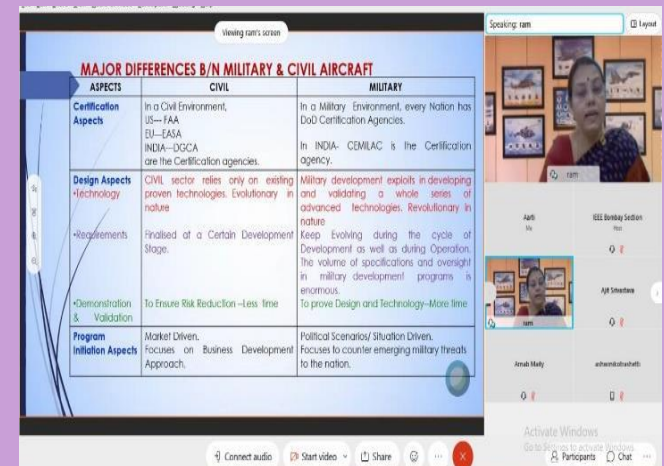 Viewing ram's screen
Speaking: ram
Layout
MAJOR DIFFERENCES B/N MILITARY & CIVIL AIRCRAFT
ASPECTS
CIVIL
MILITARY
Certification
Aspects
In a Civil Environment,
US--- FAA
EU—EASA
INDIA—DGCA
are the Certification agencies.
In a Military Environment, every Nation has
DoD Certification Agencies.
In INDIA- CEMILAC is the Certification
agency.
Design Aspects
•Technology
CIVIL sector relies only on existing
proven technologies. Evolutionary in
nature
Military development exploits in developing
and validating a whole series of
advanced technologies. Revolutionary in
nature
•Requirements
Finalised at a Certain Development
Stage.
Keep Evolving during the cycle of
Development as well as during Operation.
The volume of specifications and oversight
in military development programs is
enormous.
•Demonstration
& Validation
To Ensure Risk Reduction –Less time
To prove Design and Technology–More time
Program
Initiation Aspects
Market Driven,
Focuses on Business Development
Approach,
Political Scenarios/ Situation Driven.
Focuses to counter emerging military threats
to the nation.
ram
Aarti
Me
IEEE Bombay Section
Host
ram
Ajit Srivastava
Arnab Maity
Activate Windows
Go to Settings to activate Windows.
Connect audio
Start video
Share
Participants
Chat